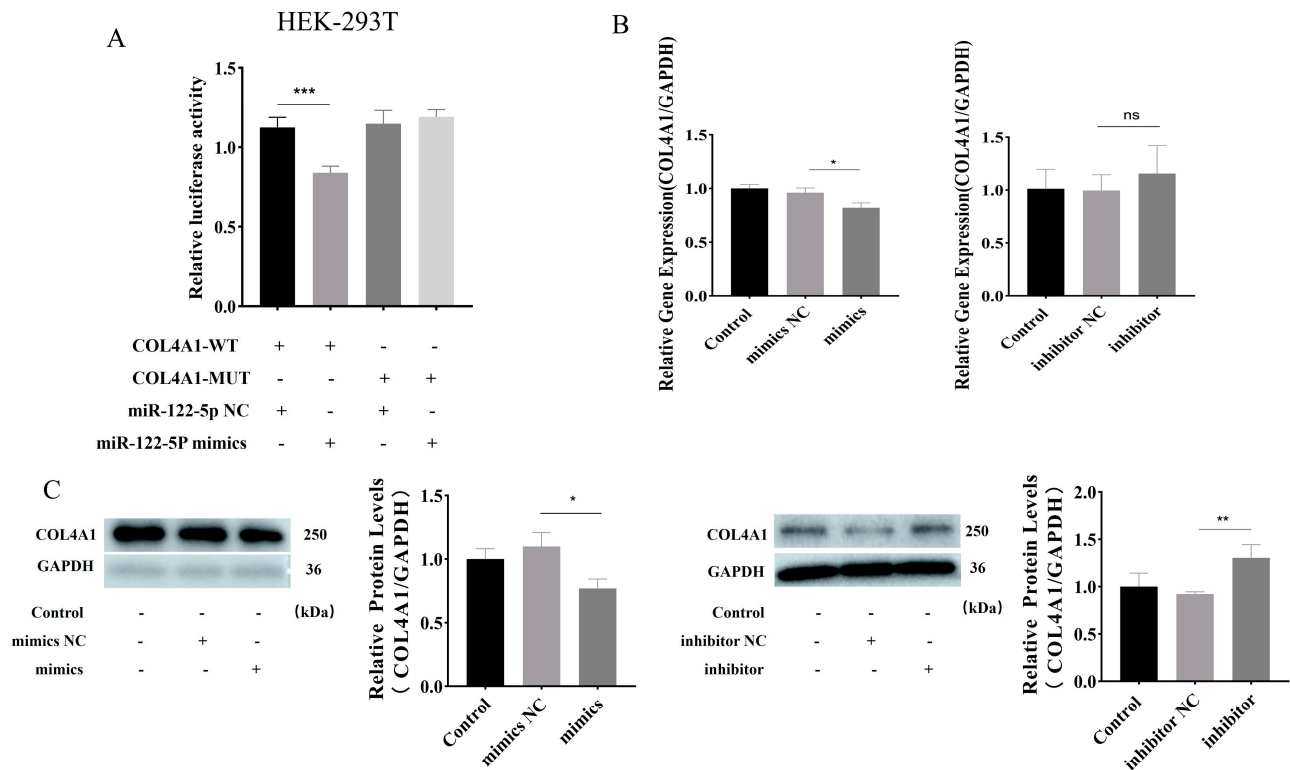 A
HEK-293T
Relative luciferase activity
1.5
1.0
0.5
0.0
***
COL4A1-WT + + - -
COL4A1-MUT - - + +
miR-122-5p NC + - + -
miR-122-5P mimics - + - +
B
Relative Gene Expression(COL4A1/GAPDH)
1.5
1.0
0.5
0.0
*
Control
mimics NC
mimics
Relative Gene Expression(COL4A1/GAPDH)
1.5
1.0
0.5
0.0
ns
Control
inhibitor NC
inhibitor
C
COL4A1 250
GAPDH 36
(kDa)
Control - - -
mimics NC - + -
mimics - - +
Relative Protein Levels
(COL4A1/GAPDH)
1.5
1.0
0.5
0.0
*
Control
mimics NC
mimics
COL4A1 250
GAPDH 36
(kDa)
Control - - -
inhibitor NC - + -
inhibitor - - +
Relative Protein Levels
(COL4A1/GAPDH)
2.0
1.5
1.0
0.5
0.0
**
Control
inhibitor NC
inhibitor